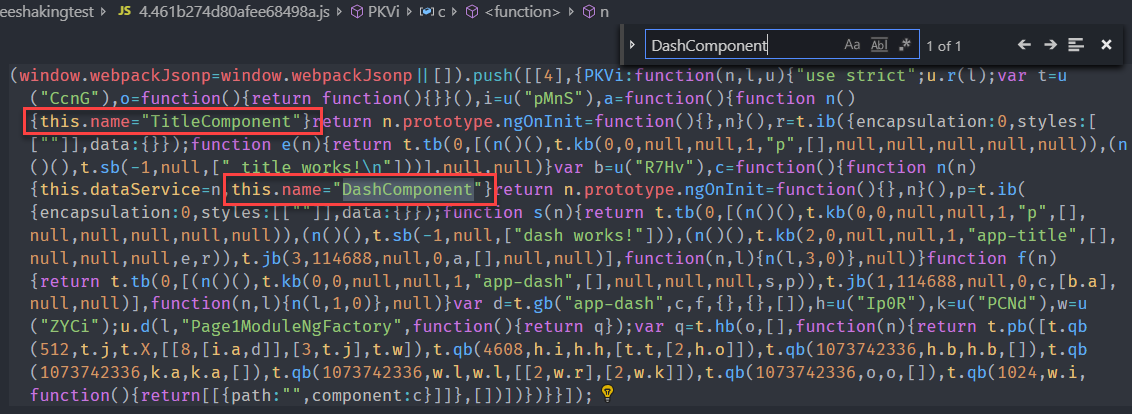 eeshakingtest > JS 4.461b274d80afee68498a.js > PKVi > c > <function> > n
DashComponent Aa Abl .* 1 of 1
(window.webpackJsonp=window.webpackJsonp||[]).push([[4],{PKVi:function(n,l,u){"use strict";u.r(l);var t=u
("CcnG"),o=function(){return function(){}}(),i=u("pMnS"),a=function(){function n()
{this.name="TitleComponent"}return n.prototype.ngOnInit=function(){},n}(),r=t.ib({encapsulation:0,styles:[
[""]],data:{}});function e(n){return t.tb(0,[(n()(),t.kb(0,0,null,null,1,"p",[],null,null,null,null,null)),(n
()(),t.sb(-1,null,[" title works!\n"]))],null,null)}var b=u("R7Hv"),c=function(){function n(n)
{this.dataService=n,this.name="DashComponent"}return n.prototype.ngOnInit=function(){},n}(),p=t.ib(
{encapsulation:0,styles:[[""]],data:{}});function s(n){return t.tb(0,[(n()(),t.kb(0,0,null,null,1,"p",[],
null,null,null,null,null)),(n()(),t.sb(-1,null,["dash works!"])),(n()(),t.kb(2,0,null,null,1,"app-title",[],
null,null,null,e,r)),t.jb(3,114688,null,0,a,[],null,null)],function(n,l){n(l,3,0)},null)}function f(n)
{return t.tb(0,[(n()(),t.kb(0,0,null,null,1,"app-dash",[],null,null,null,s,p)),t.jb(1,114688,null,0,c,[b.a],
null,null)],function(n,l){n(l,1,0)},null)}var d=t.gb("app-dash",c,f,{},{},[]),h=u("Ip0R"),k=u("PCNd"),w=u
("ZYCi");u.d(l,"Page1ModuleNgFactory",function(){return q});var q=t.hb(o,[],function(n){return t.pb([t.qb
(512,t.j,t.X,[[8,[i.a,d]],[3,t.j],t.w]),t.qb(4608,h.i,h.h,[t.t,[2,h.o]]),t.qb(1073742336,h.b,h.b,[]),t.qb
(1073742336,k.a,k.a,[]),t.qb(1073742336,w.l,w.l,[[2,w.r],[2,w.k]]),t.qb(1073742336,o,o,[]),t.qb(1024,w.i,
function(){return[[{path:"",component:c}]]},[])])})}}]);